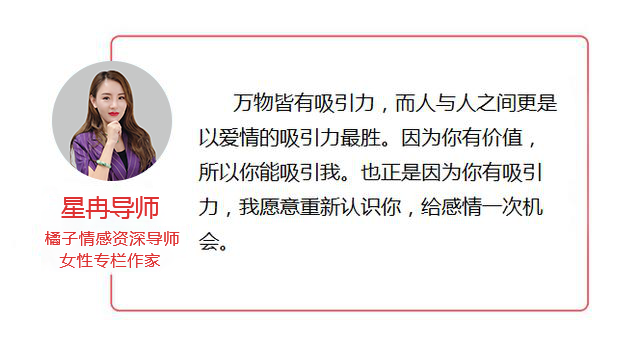 万物皆有吸引力，而人与人之间更是
以爱情的吸引力最胜。因为你有价值，
所以你能吸引我。也正是因为你有吸引
力，我愿意重新认识你，给感情一次机
会。
星冉导师
橘子情感资深导师
女性专栏作家